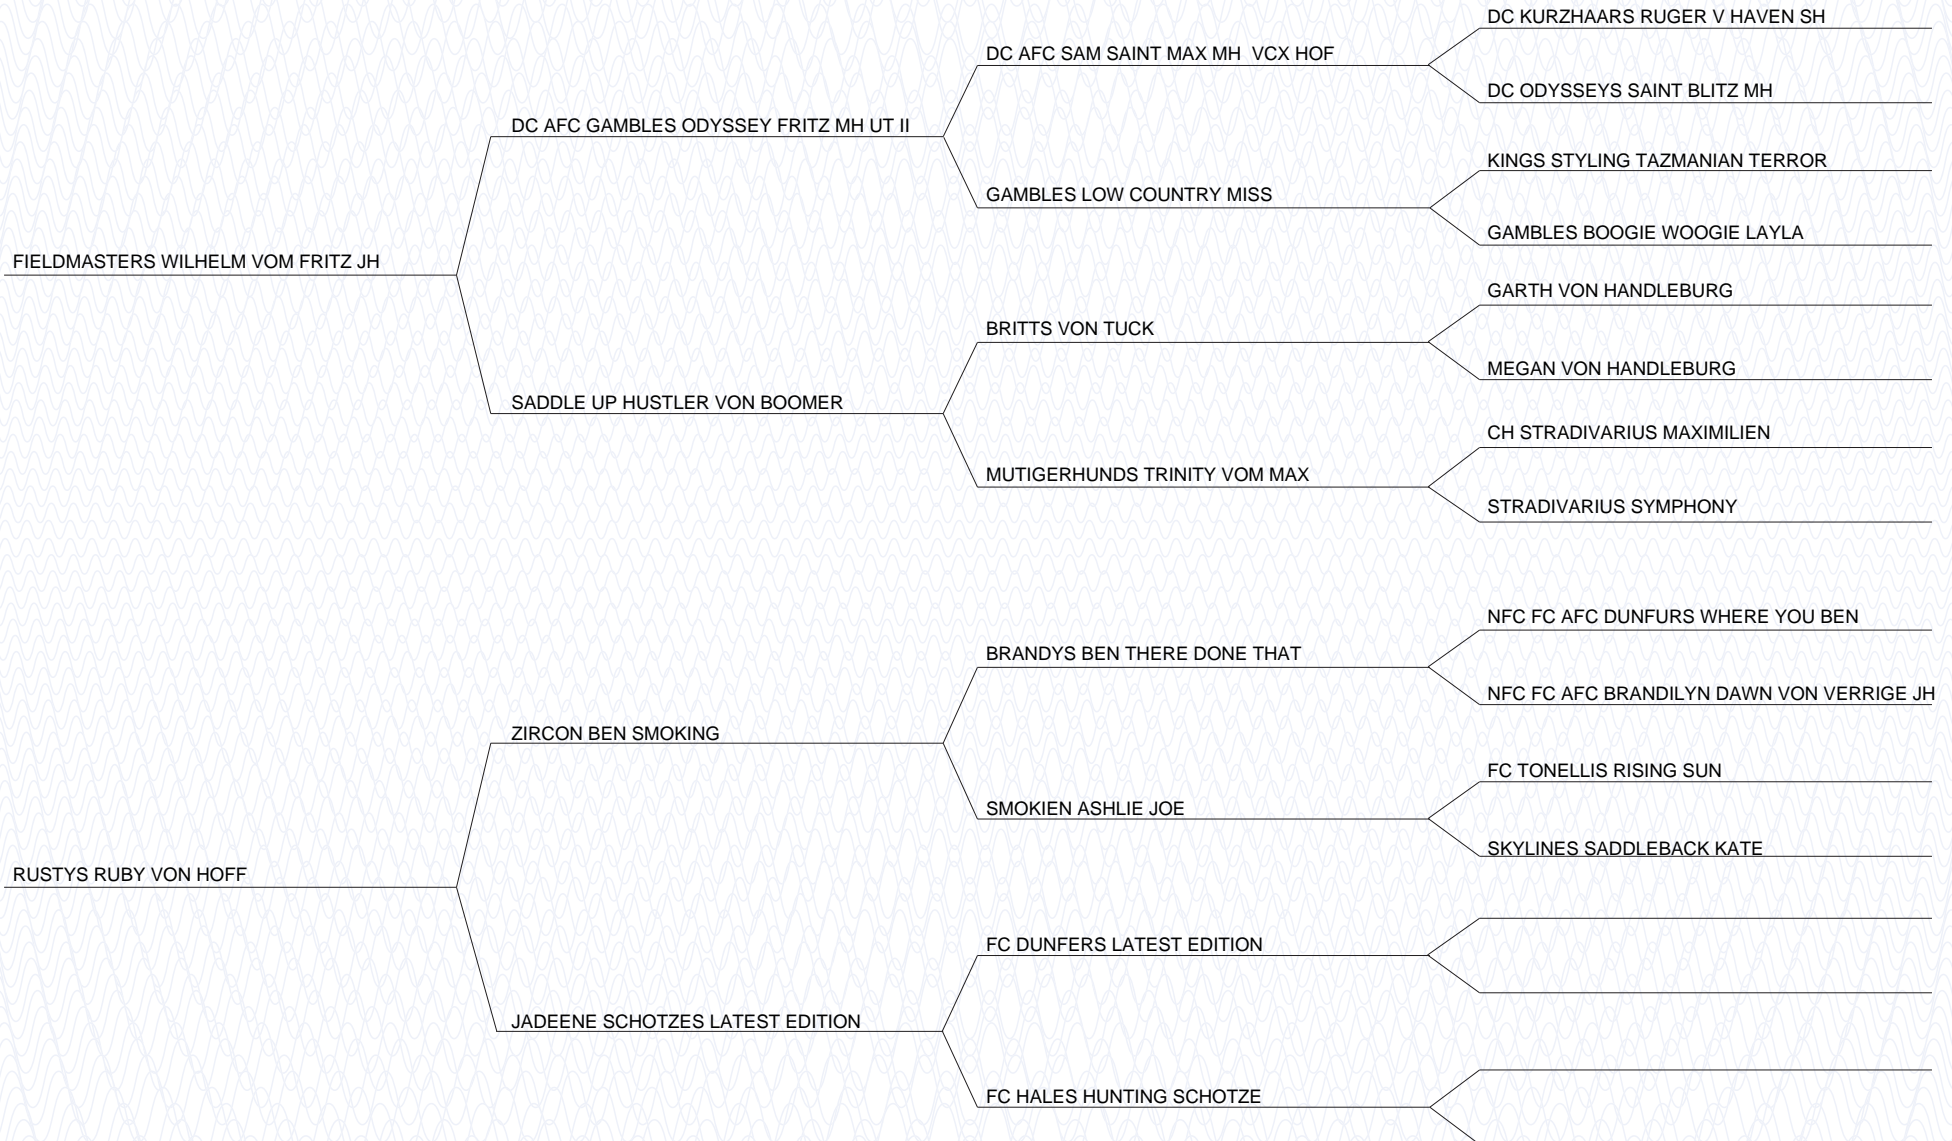 DC KURZHAARS RUGER V HAVEN SH
DC AFC SAM SAINT MAX MH  VCX HOF
DC ODYSSEYS SAINT BLITZ MH
DC AFC GAMBLES ODYSSEY FRITZ MH UT II
KINGS STYLING TAZMANIAN TERROR
GAMBLES LOW COUNTRY MISS
GAMBLES BOOGIE WOOGIE LAYLA
FIELDMASTERS WILHELM VOM FRITZ JH
GARTH VON HANDLEBURG
BRITTS VON TUCK
MEGAN VON HANDLEBURG
SADDLE UP HUSTLER VON BOOMER
CH STRADIVARIUS MAXIMILIEN
MUTIGERHUNDS TRINITY VOM MAX
STRADIVARIUS SYMPHONY
NFC FC AFC DUNFURS WHERE YOU BEN
BRANDYS BEN THERE DONE THAT
NFC FC AFC BRANDILYN DAWN VON VERRIGE JH
ZIRCON BEN SMOKING
FC TONELLIS RISING SUN
SMOKIEN ASHLIE JOE
SKYLINES SADDLEBACK KATE
RUSTYS RUBY VON HOFF
FC DUNFERS LATEST EDITION
JADEENE SCHOTZES LATEST EDITION
FC HALES HUNTING SCHOTZE